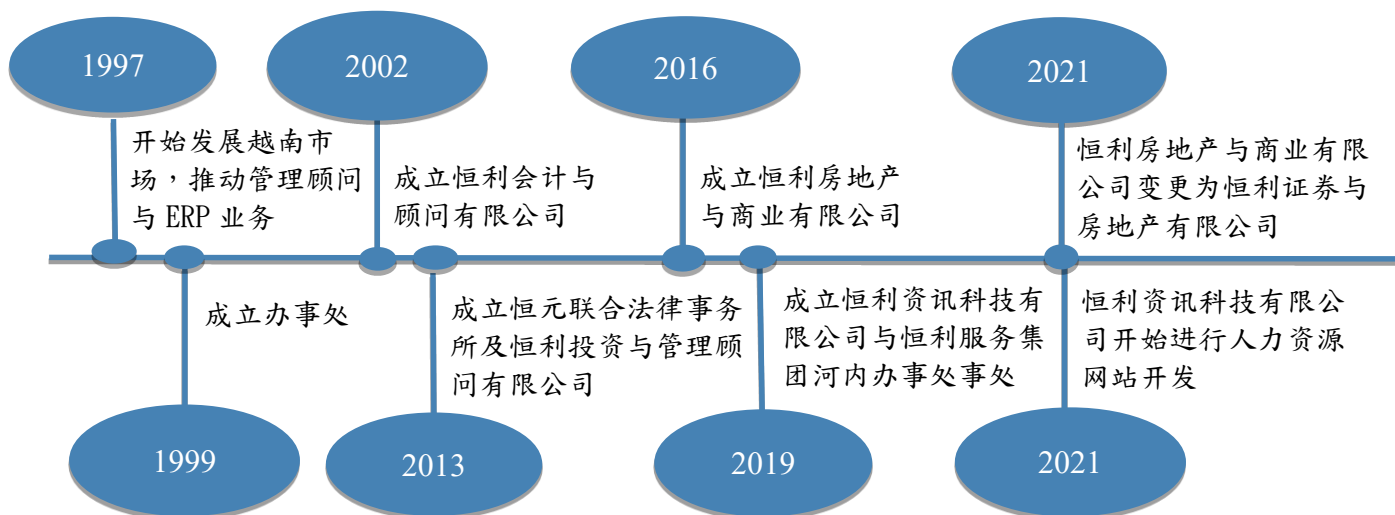 1997
开始发展越南市
场，推动管理顾问
与 ERP 业务
1999
成立办事处
2002
成立恒利会计与
顾问有限公司
2013
成立恒元联合法律事务
所及恒利投资与管理顾
问有限公司
2016
成立恒利房地产
与商业有限公司
2019
成立恒利资讯科技有
限公司与恒利服务集
团河内办事处事处
2021
恒利房地产与商业有限
公司变更为恒利证券与
房地产有限公司
2021
恒利资讯科技有限公
司开始进行人力资源
网站开发